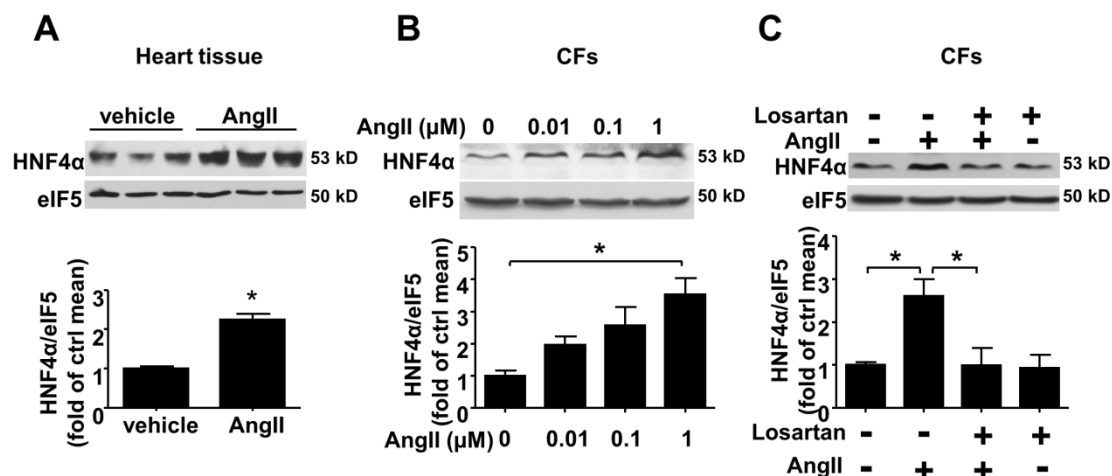 A
Heart tissue
vehicle AngII
HNF4α 53 kD
eIF5 50 kD
HNF4α/eIF5
(fold of ctrl mean)
3
2
1
0
*
vehicle AngII
B
CFs
AngII (μM) 0 0.01 0.1 1
HNF4α 53 kD
eIF5 50 kD
HNF4α/eIF5
(fold of ctrl mean)
5
4
3
2
1
0
*
AngII (μM) 0 0.01 0.1 1
C
CFs
Losartan - - + +
AngII - + + -
HNF4α 53 kD
eIF5 50 kD
HNF4α/eIF5
(fold of ctrl mean)
4
3
2
1
0
* *
Losartan - - + +
AngII - + + -